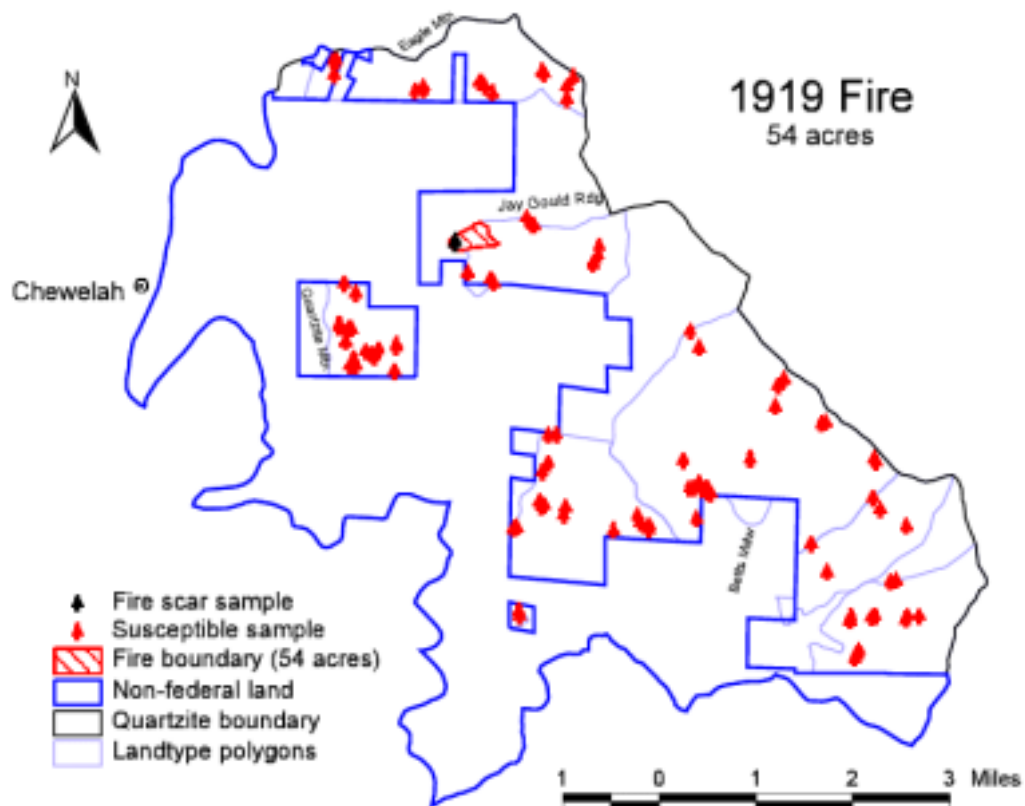 Eagle Mtn
N
1919 Fire
54 acres
Jay Gould Rdg
Chewelah
Quartzite Mtn
Betts Mdw
Fire scar sample
Susceptible sample
Fire boundary (54 acres)
Non-federal land
Quartzite boundary
Landtype polygons
1 0 1 2 3 Miles